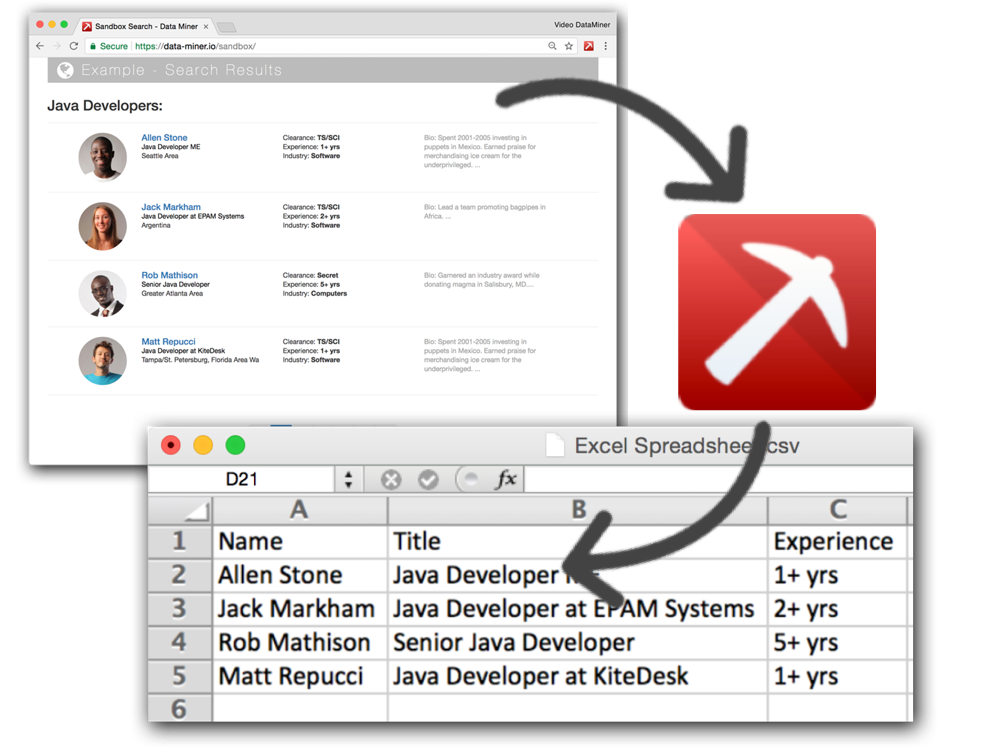 Sandbox Search - Data Miner
Video DataMiner
Secure https://data-miner.io/sandbox/
Example - Search Results
Java Developers:
Allen Stone
Java Developer ME
Seattle Area
Clearance: TS/SCI
Experience: 1+ yrs
Industry: Software
Bio: Spent 2001-2005 investing in
puppets in Mexico. Earned praise for
merchandising ice cream for the
underprivileged. ...
Jack Markham
Java Developer at EPAM Systems
Argentina
Clearance: TS/SCI
Experience: 2+ yrs
Industry: Software
Bio: Lead a team promoting bagpipes in
Africa. ...
Rob Mathison
Senior Java Developer
Greater Atlanta Area
Clearance: Secret
Experience: 5+ yrs
Industry: Computers
Bio: Garnered an industry award while
donating magma in Salisbury, MD....
Matt Repucci
Java Developer at KiteDesk
Tampa/St. Petersburg, Florida Area Wa
Clearance: TS/SCI
Experience: 1+ yrs
Industry: Software
Bio: Spent 2001-2005 investing in
puppets in Mexico. Earned praise for
merchandising ice cream for the
underprivileged. ...
Excel Spreadsheet.csv
D21 fx
A B C
1 Name Title Experience
2 Allen Stone Java Developer 1+ yrs
3 Jack Markham Java Developer at EPAM Systems 2+ yrs
4 Rob Mathison Senior Java Developer 5+ yrs
5 Matt Repucci Java Developer at KiteDesk 1+ yrs
6